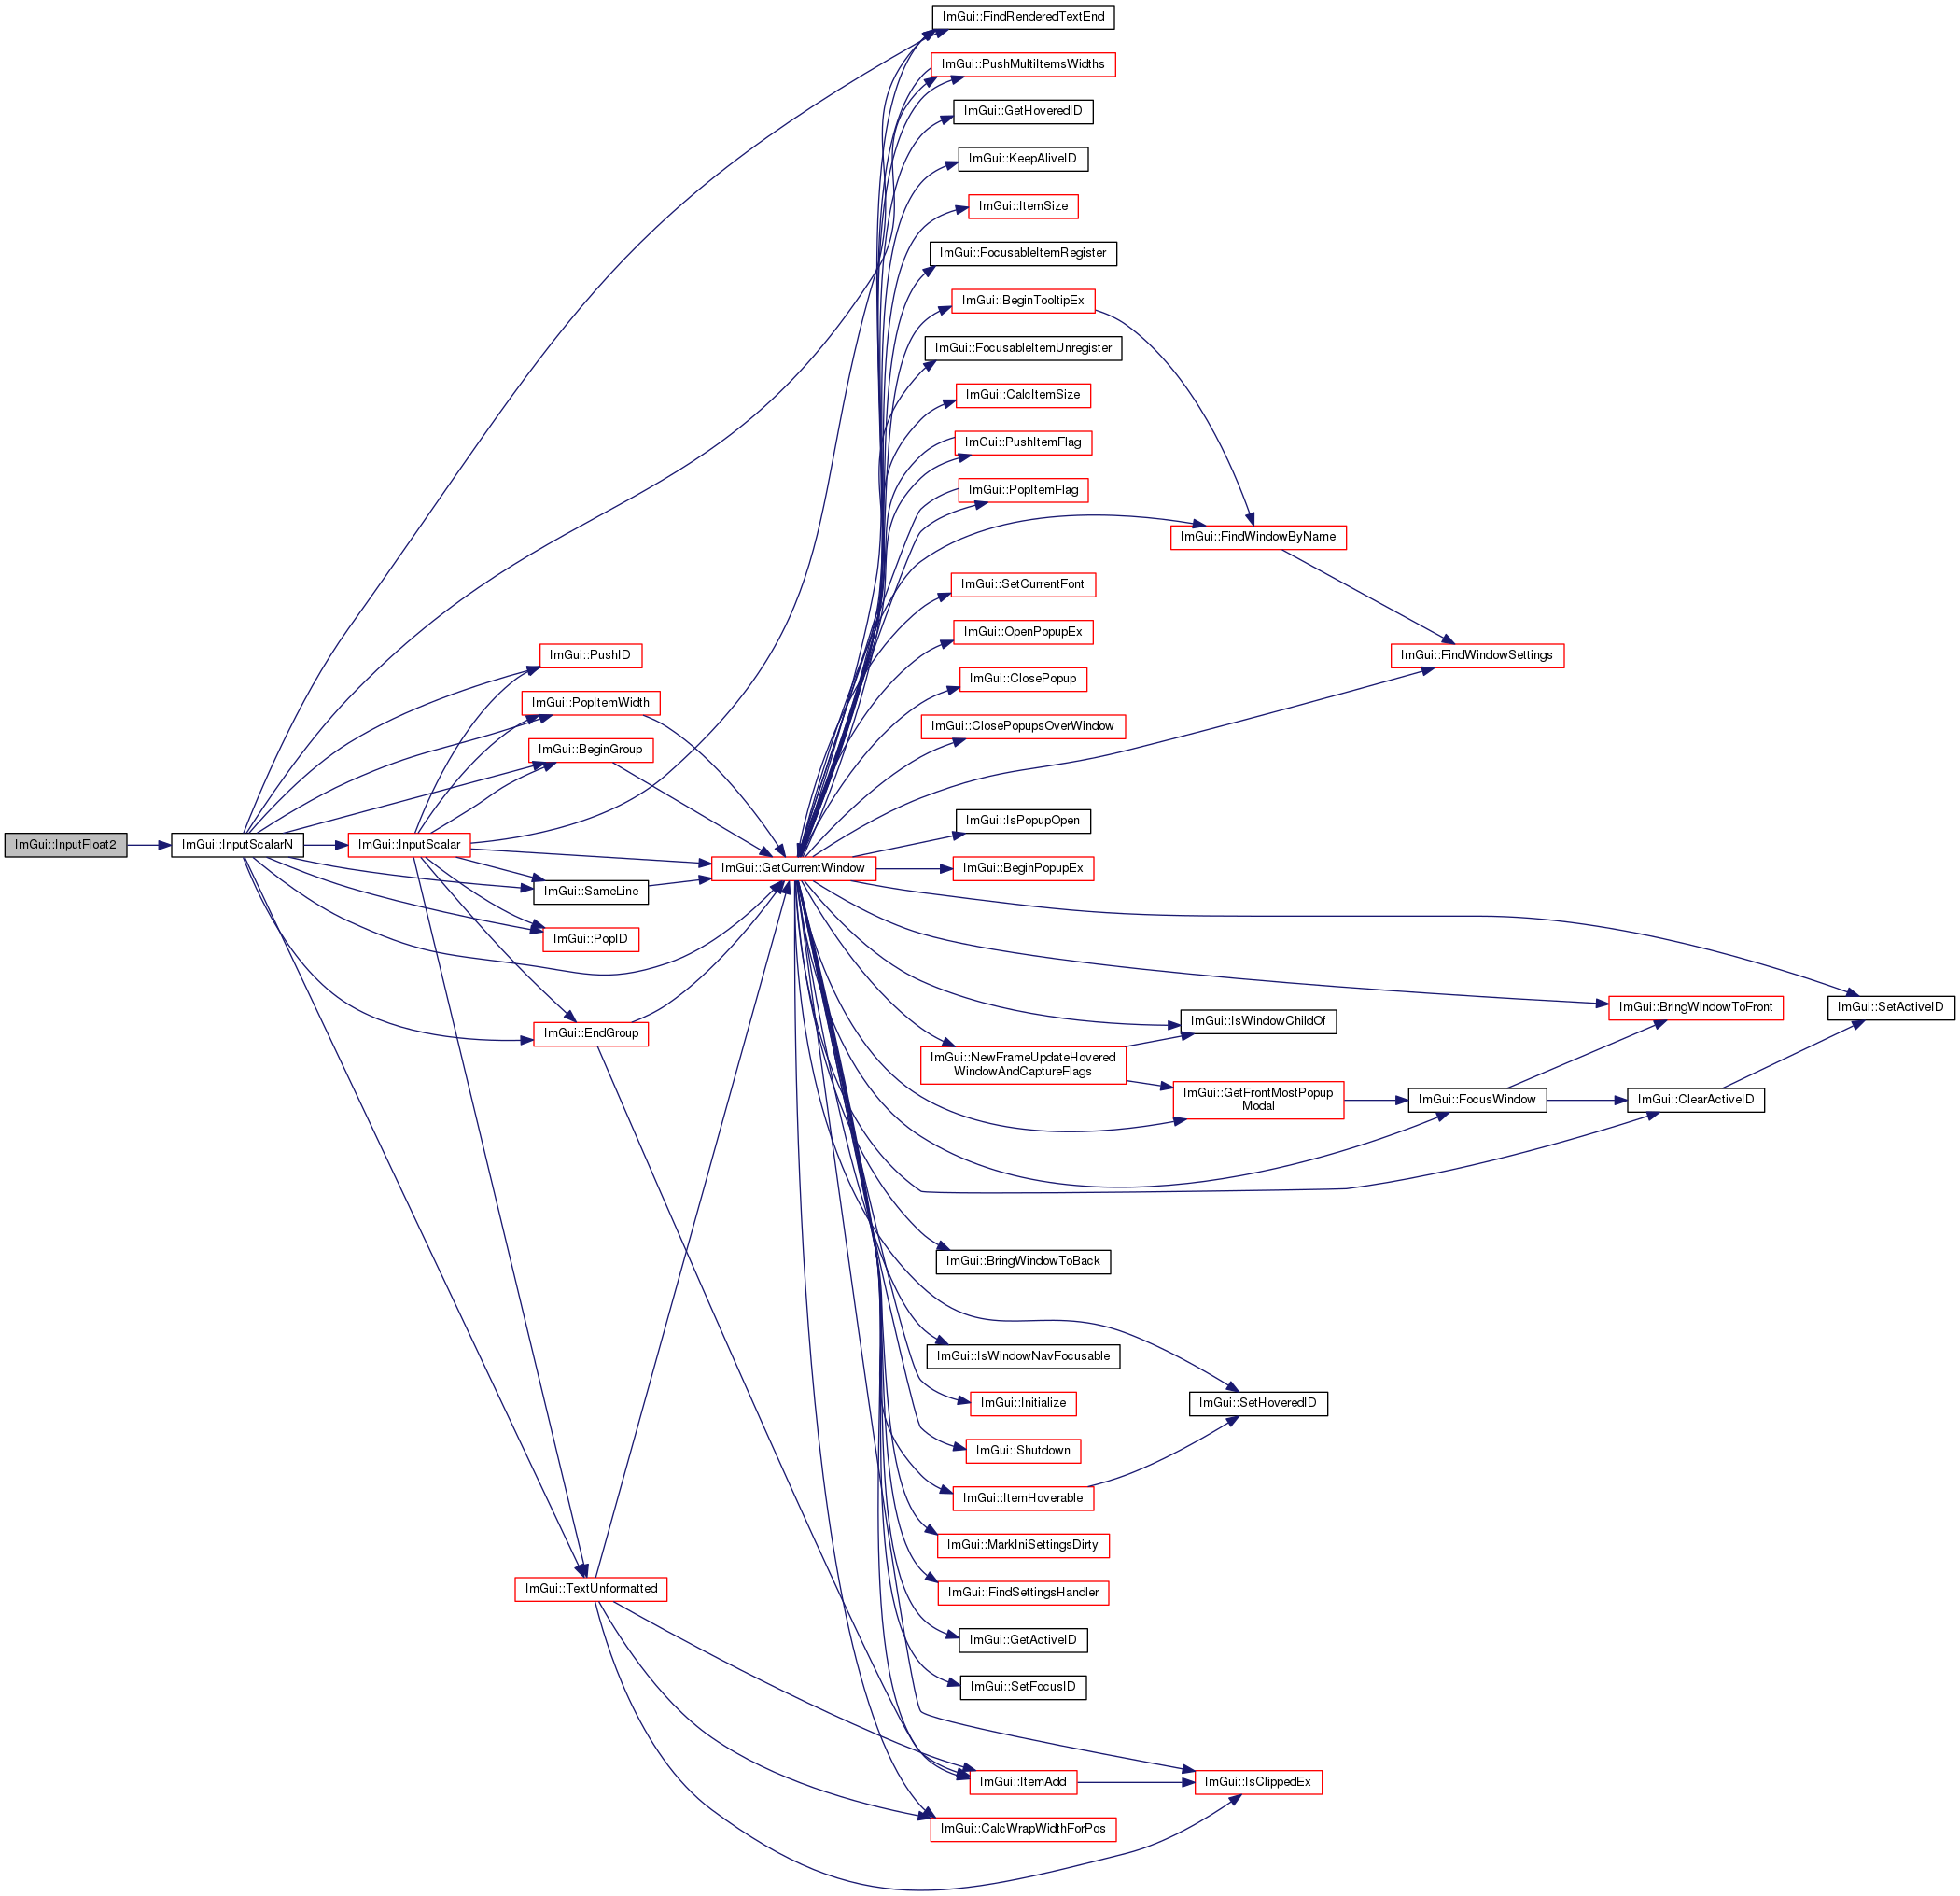 ImGui::InputFloat2
ImGui::InputScalarN
ImGui::InputScalar
ImGui::PushID
ImGui::PopItemWidth
ImGui::BeginGroup
ImGui::SameLine
ImGui::PopID
ImGui::EndGroup
ImGui::TextUnformatted
ImGui::GetCurrentWindow
ImGui::FindRenderedTextEnd
ImGui::PushMultiItemsWidths
ImGui::GetHoveredID
ImGui::KeepAliveID
ImGui::ItemSize
ImGui::FocusableItemRegister
ImGui::BeginTooltipEx
ImGui::FocusableItemUnregister
ImGui::CalcItemSize
ImGui::PushItemFlag
ImGui::PopItemFlag
ImGui::FindWindowByName
ImGui::SetCurrentFont
ImGui::OpenPopupEx
ImGui::FindWindowSettings
ImGui::ClosePopup
ImGui::ClosePopupsOverWindow
ImGui::IsPopupOpen
ImGui::BeginPopupEx
ImGui::BringWindowToFront
ImGui::SetActiveID
ImGui::IsWindowChildOf
ImGui::NewFrameUpdateHovered
WindowAndCaptureFlags
ImGui::GetFrontMostPopup
Modal
ImGui::FocusWindow
ImGui::ClearActiveID
ImGui::BringWindowToBack
ImGui::IsWindowNavFocusable
ImGui::Initialize
ImGui::SetHoveredID
ImGui::Shutdown
ImGui::ItemHoverable
ImGui::MarkIniSettingsDirty
ImGui::FindSettingsHandler
ImGui::GetActiveID
ImGui::SetFocusID
ImGui::ItemAdd
ImGui::IsClippedEx
ImGui::CalcWrapWidthForPos